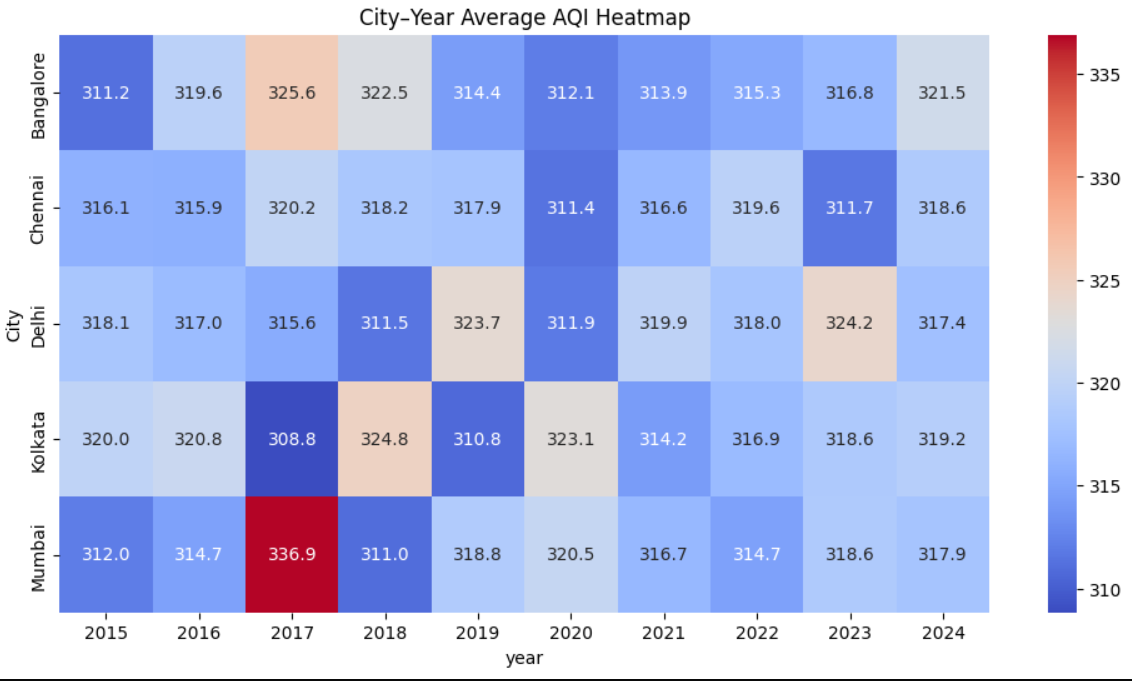 City–Year Average AQI Heatmap
City
Bangalore 311.2 319.6 325.6 322.5 314.4 312.1 313.9 315.3 316.8 321.5
Chennai 316.1 315.9 320.2 318.2 317.9 311.4 316.6 319.6 311.7 318.6
Delhi 318.1 317.0 315.6 311.5 323.7 311.9 319.9 318.0 324.2 317.4
Kolkata 320.0 320.8 308.8 324.8 310.8 323.1 314.2 316.9 318.6 319.2
Mumbai 312.0 314.7 336.9 311.0 318.8 320.5 316.7 314.7 318.6 317.9
2015 2016 2017 2018 2019 2020 2021 2022 2023 2024
year
335
330
325
320
315
310